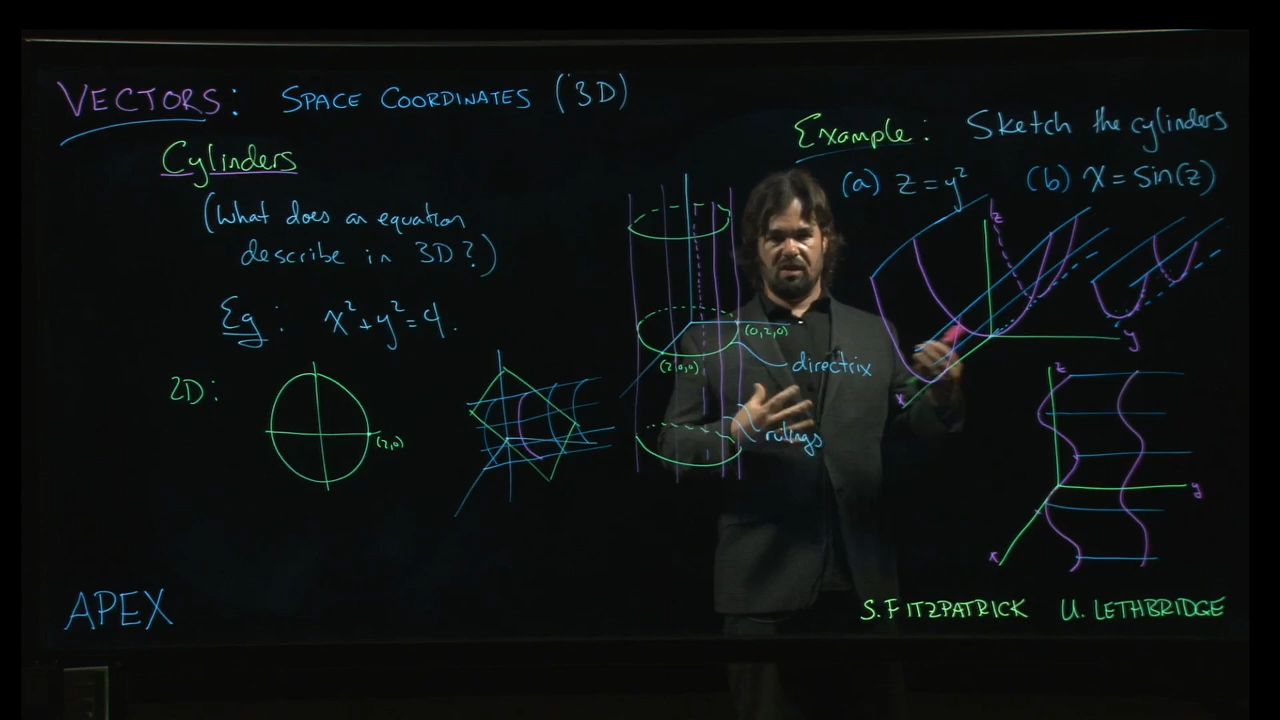 VECTORS: SPACE COORDINATES (3D)
Cylinders
(What does an equation
describe in 3D?)
Eg: x²+y²=4.
2D:
(2,0)
(0,2,0)
(2,0,0)
directrix
rulings
Example: Sketch the cylinders
(a) z=y² (b) x=sin(z)
z
y
x
y
z
y
x
APEX
S. FITZPATRICK U. LETHBRIDGE